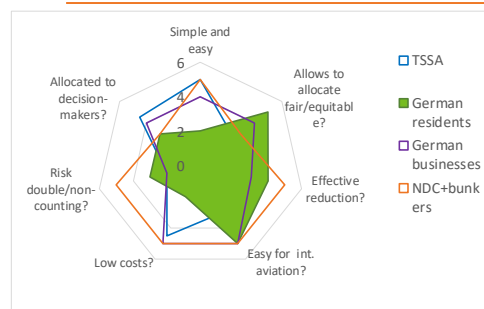 Simple and
easy
6
4
2
0
Allows to
allocate
fair/equitabl
e?
Effective
reduction?
Easy for int.
aviation?
Low costs?
Risk
double/non-
counting?
Allocated to
decision-
makers?
TSSA
German
residents
German
businesses
NDC+bunk
ers